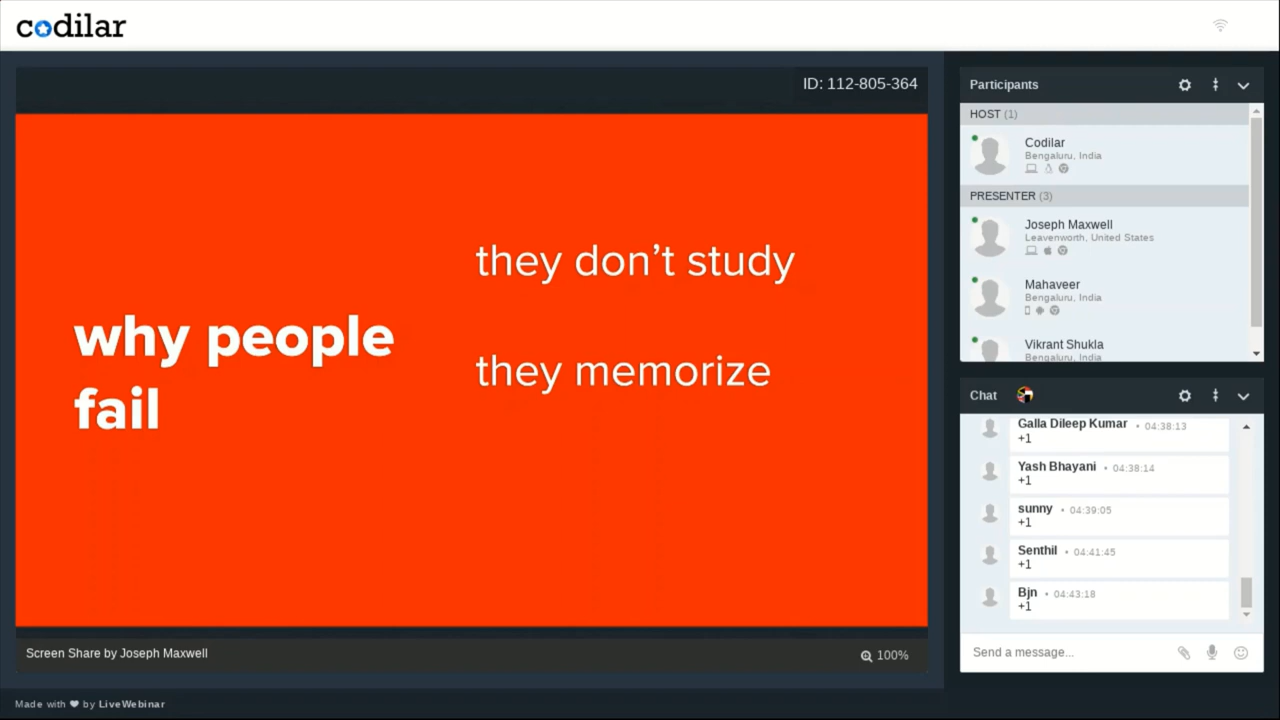 codilar
ID: 112-805-364
why people
fail
they don’t study
they memorize
Screen Share by Joseph Maxwell
100%
Participants
HOST (1)
Codilar
Bengaluru, India
PRESENTER (3)
Joseph Maxwell
Leavenworth, United States
Mahaveer
Bengaluru, India
Vikrant Shukla
Bengaluru, India
Chat
Galla Dileep Kumar • 04:38:13
+1
Yash Bhayani • 04:38:14
+1
sunny • 04:39:05
+1
Senthil • 04:41:45
+1
Bjn • 04:43:18
+1
Send a message...
Made with ❤ by LiveWebinar